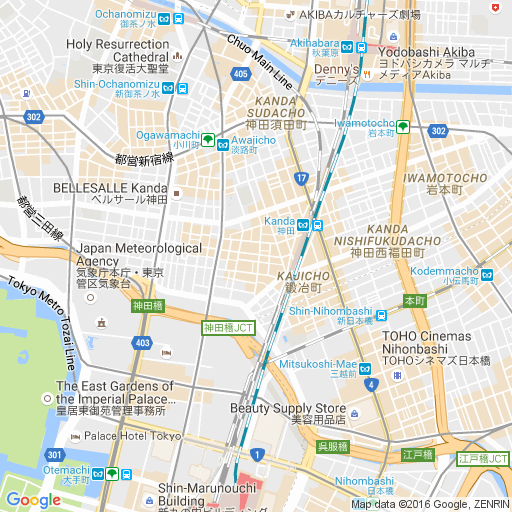 AKIBAカルチャーズ劇場
Ochanomizu
御茶ノ水
Akihabara
秋葉原
Holy Resurrection
Cathedral
東京復活大聖堂
Chuo Main Line
Yodobashi Akiba
ヨドバシカメラ マルチ
メディアAkiba
Denny's
デニーズ
405
Shin-Ochanomizu
新御茶ノ水
KANDA
SUDACHO
神田須田町
302
Iwamotocho
岩本町
302
Ogawamachi
小川町
Awajicho
淡路町
都営新宿線
17
IWAMOTOCHO
岩本町
BELLESALLE Kanda
ベルサール神田
都営三田線
Kanda
神田
KANDA
NISHIFUKUDACHO
神田西福田町
Japan Meteorological
Agency
気象庁本庁・東京
管区気象台
KAJICHO
鍛冶町
Kodemmacho
小伝馬町
Tokyo Metro Tozai Line
神田橋
本町
Shin-Nihombashi
新日本橋
神田橋JCT
403
TOHO Cinemas
Nihonbashi
TOHOシネマズ日本橋
Mitsukoshi-Mae
三越前
4
The East Gardens of
the Imperial Palace...
皇居東御苑管理事務所
Beauty Supply Store
美容用品店
Palace Hotel Tokyo
呉服橋
江戸橋
301
1
江戸橋JCT
Otemachi
大手町
Shin-Marunouchi
Building
新丸の内ビルディング
Nihombashi
日本橋
Google
Map data ©2016 Google, ZENRIN